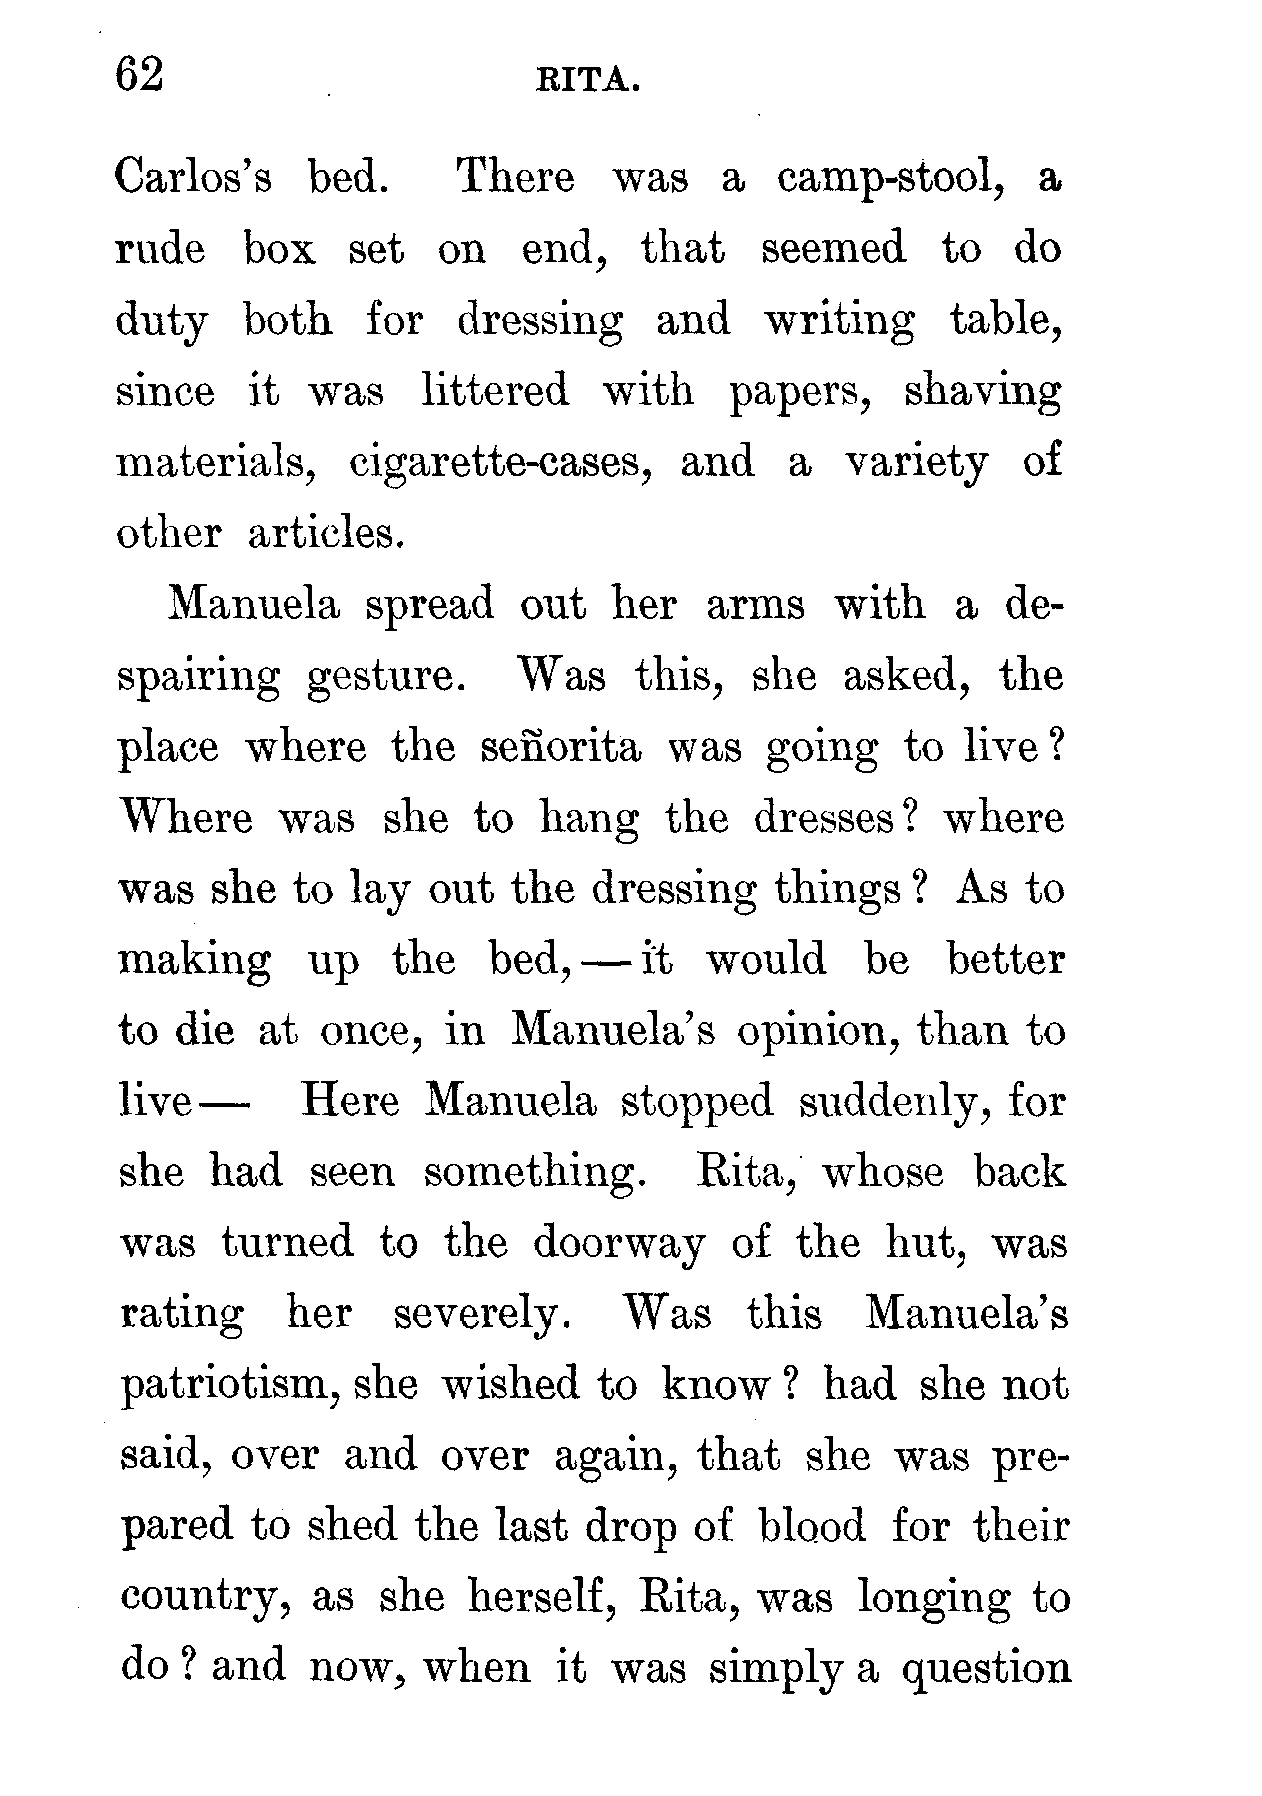 62 RITA.
Carlos's bed. There was a camp-stool, a
rude box set on end, that seemed to do
duty both for dressing and writing table,
since it was littered with papers, shaving
materials, cigarette-cases, and a variety of
other articles.
Manuela spread out her arms with a de-
spairing gesture. Was this, she asked, the
place where the señorita was going to live?
Where was she to hang the dresses? where
was she to lay out the dressing things? As to
making up the bed, — it would be better
to die at once, in Manuela's opinion, than to
live — Here Manuela stopped suddenly, for
she had seen something. Rita, whose back
was turned to the doorway of the hut, was
rating her severely. Was this Manuela's
patriotism, she wished to know? had she not
said, over and over again, that she was pre-
pared to shed the last drop of blood for their
country, as she herself, Rita, was longing to
do? and now, when it was simply a question